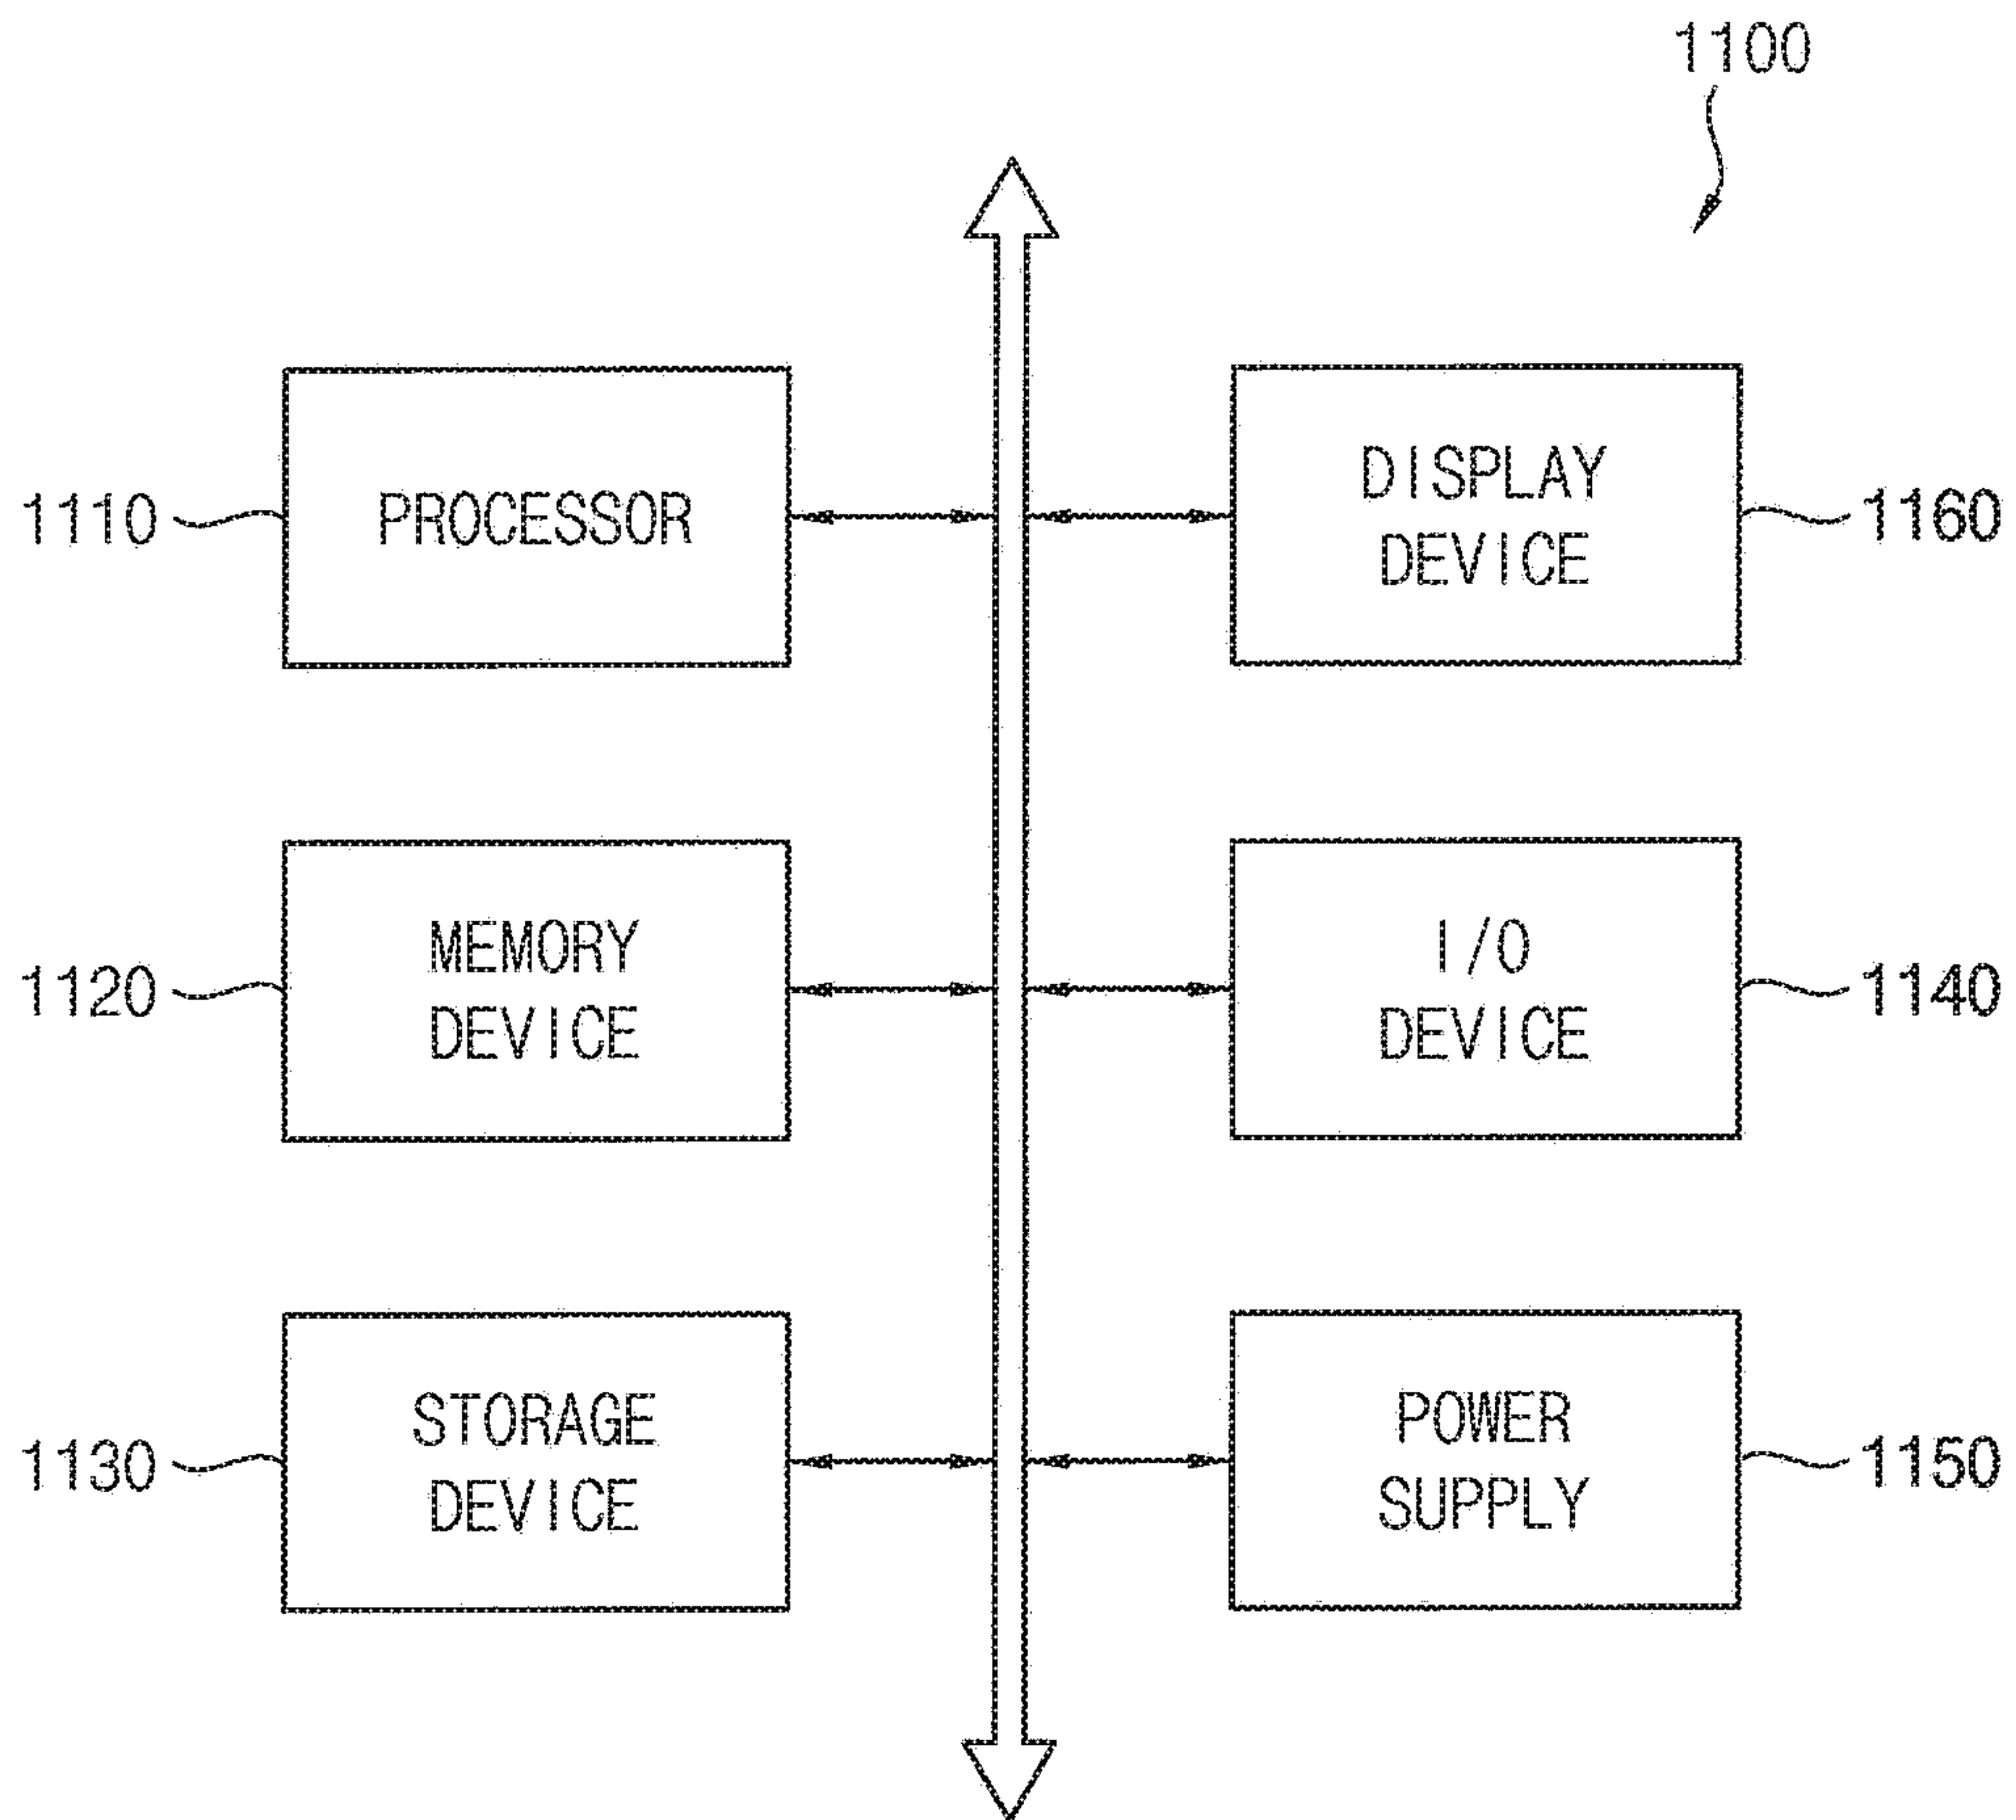 1100
1110
PROCESSOR
DISPLAY
DEVICE
1160
1120
MEMORY
DEVICE
I/O
DEVICE
1140
1130
STORAGE
DEVICE
POWER
SUPPLY
1150